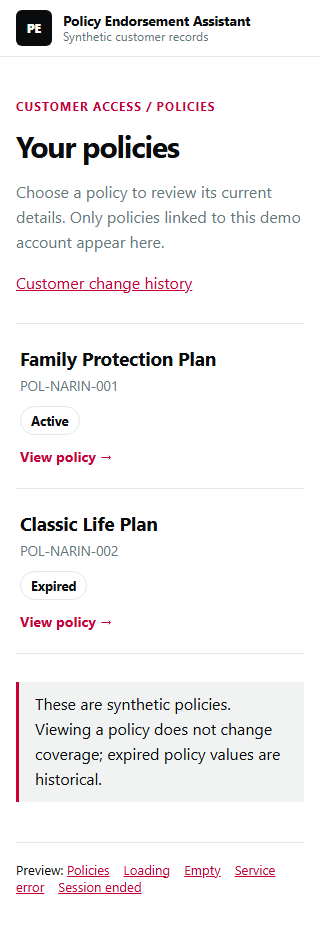 PE
Policy Endorsement Assistant
Synthetic customer records
CUSTOMER ACCESS / POLICIES
Your policies
Choose a policy to review its current
details. Only policies linked to this demo
account appear here.
Customer change history
Family Protection Plan
POL-NARIN-001
Active
View policy →
Classic Life Plan
POL-NARIN-002
Expired
View policy →
These are synthetic policies.
Viewing a policy does not change
coverage; expired policy values are
historical.
Preview: Policies Loading Empty Service
error Session ended